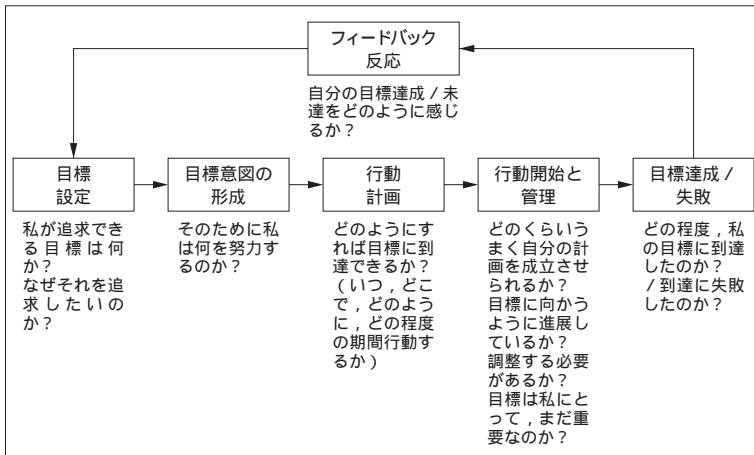 フィードバック
反応
自分の目標達成/未
達をどのように感じ
るか?
目標
設定
私が追求でき
る目標は何
か?
なぜそれを追
求したいの
か?
目標意図の
形成
そのために私
は何を努力す
るのか?
行動
計画
どのようにす
れば目標に到
達できるか?
(いつ,どこ
で,どのよう
に,どの程度
の期間行動す
るか)
行動開始と
管理
どのくらいう
まく自分の計
画を成立させ
られるか?
目標に向かう
ように進展し
ているか?
調整する必要
があるか?
目標は私にと
って,まだ重
要なのか?
目標達成/
失敗
どの程度,私
の目標に到達
したのか?
/到達に失敗
したのか?